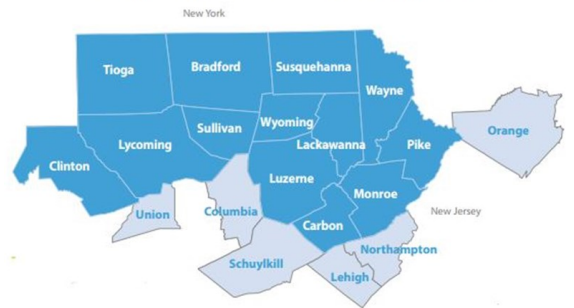 New York
Tioga
Bradford
Susquehanna
Wayne
Sullivan
Wyoming
Orange
Lycoming
Lackawanna
Pike
Clinton
Luzerne
Monroe
Union
Columbia
New Jersey
Carbon
Northampton
Schuylkill
Lehigh